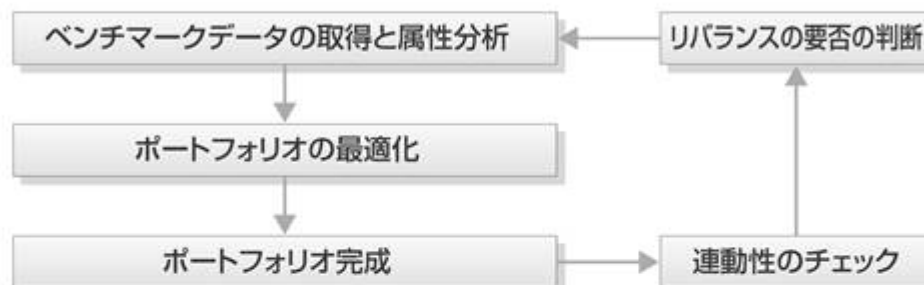 ベンチマークデータの取得と属性分析
リバランスの要否の判断
ポートフォリオの最適化
ポートフォリオ完成
連動性のチェック